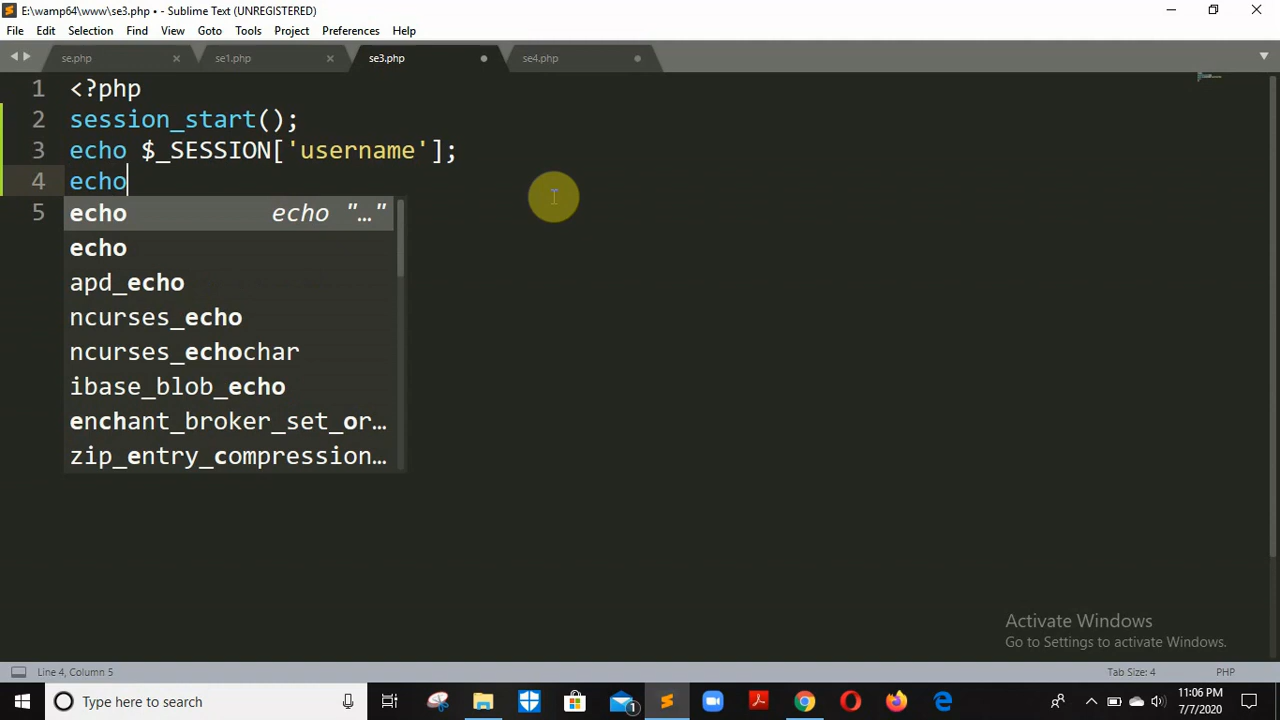 E:\wamp64\www\se3.php • - Sublime Text (UNREGISTERED)
File Edit Selection Find View Goto Tools Project Preferences Help
se.php se1.php se3.php se4.php
1 <?php
2 session_start();
3 echo $_SESSION['username'];
4 echo
5
echo echo "…"
echo
apd_echo
ncurses_echo
ncurses_echochar
ibase_blob_echo
enchant_broker_set_or…
zip_entry_compression…
Activate Windows
Go to Settings to activate Windows.
Line 4, Column 5 Tab Size: 4 PHP
Type here to search
1
11:06 PM
7/7/2020